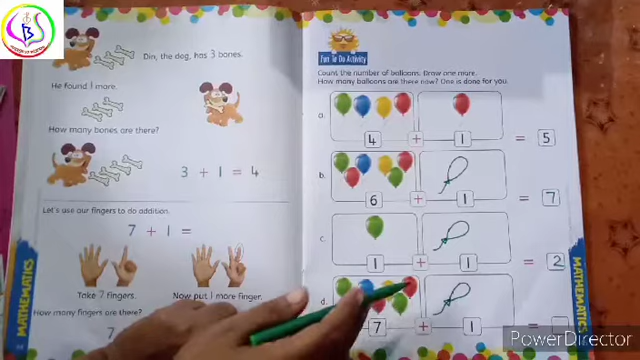 Din, the dog, has 3 bones.
He found 1 more.
How many bones are there?
3 + 1 = 4
Let's use our fingers to do addition.
7 + 1 =
Take 7 fingers.
Now put 1 more finger.
How many fingers are there?
7
MATHEMATICS
Fun To Do Activity
Count the number of balloons. Draw one more.
How many balloons are there now? One is done for you.
a.
4 + 1 = 5
b.
6 + 1 = 7
c.
1 + 1 = 2
d.
7 + 1
MATHEMATICS
PowerDirector